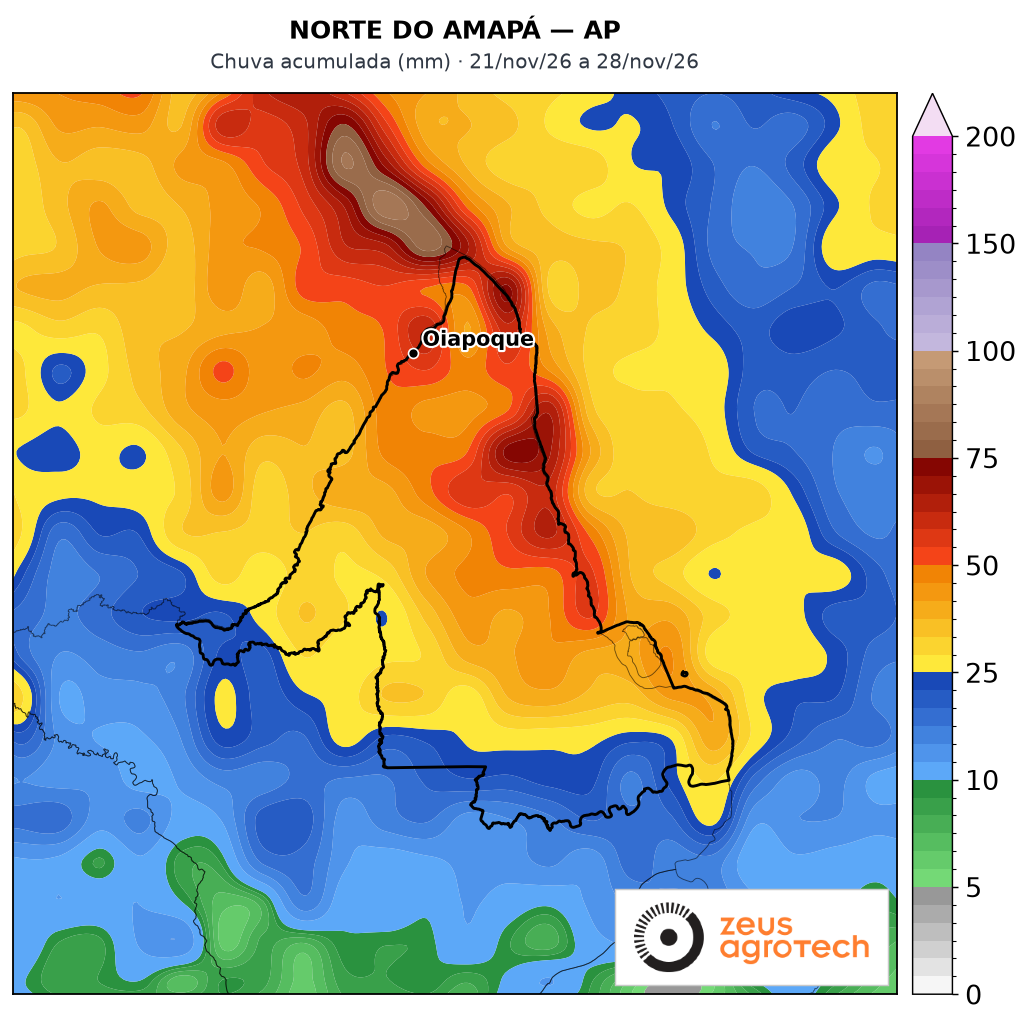 NORTE DO AMAPÁ — AP
Chuva acumulada (mm) · 21/nov/26 a 28/nov/26
200
150
100
75
50
25
10
5
0
Oiapoque
zeus
agrotech